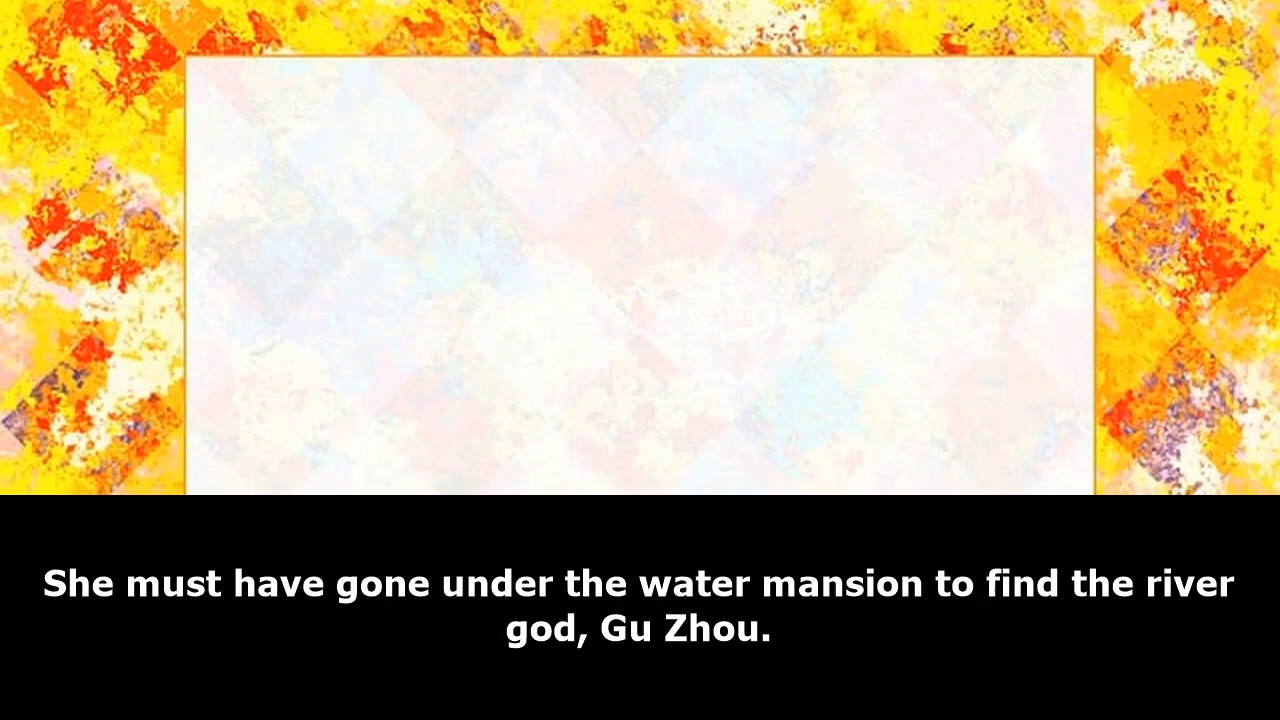 She must have gone under the water mansion to find the river
god, Gu Zhou.